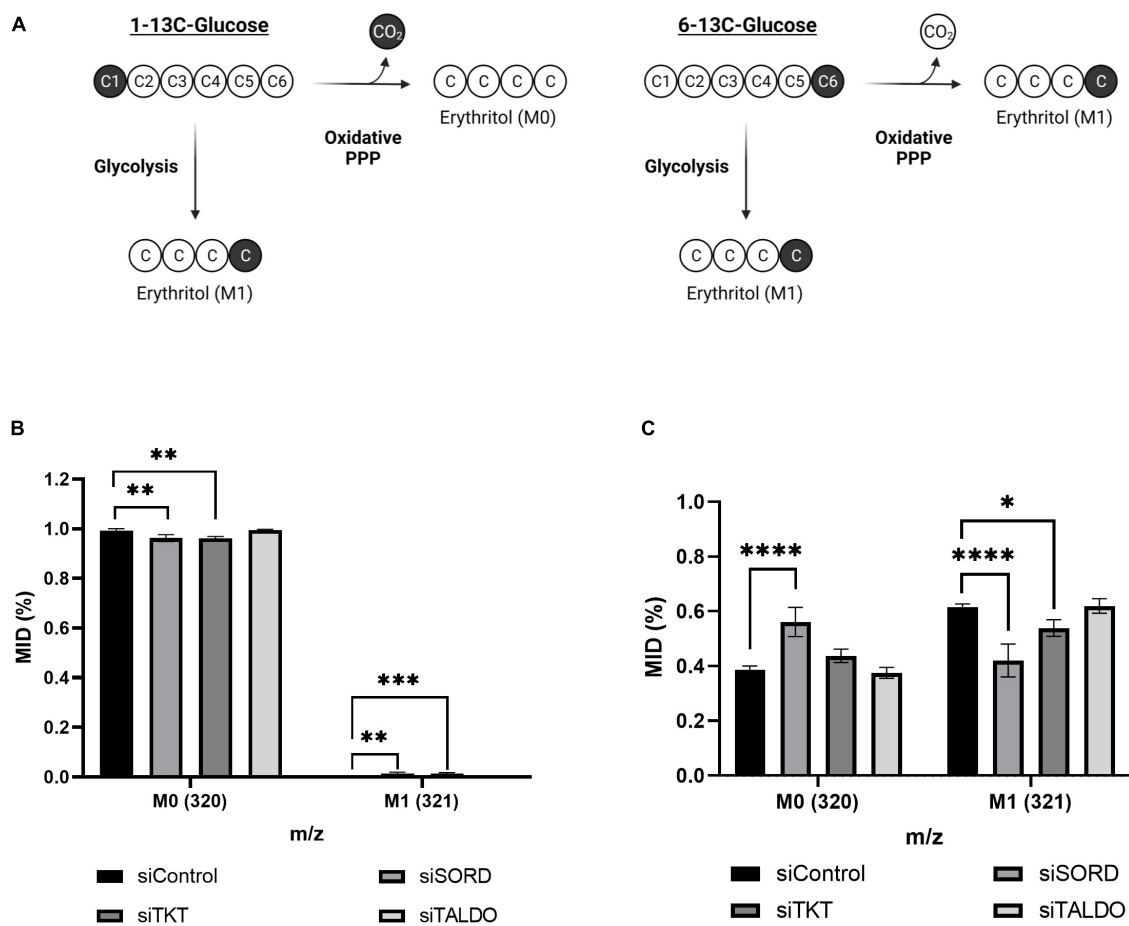 A
1-13C-Glucose
CO2
C1 C2 C3 C4 C5 C6
C C C C
Erythritol (M0)
Oxidative
PPP
Glycolysis
C C C C
Erythritol (M1)
6-13C-Glucose
CO2
C1 C2 C3 C4 C5 C6
C C C C
Erythritol (M1)
Oxidative
PPP
Glycolysis
C C C C
Erythritol (M1)
B
MID (%)
1.2
1.0
0.8
0.6
0.4
0.2
0.0
**
**
***
**
M0 (320)
M1 (321)
m/z
siControl
siSORD
siTKT
siTALDO
C
MID (%)
1.0
0.8
0.6
0.4
0.2
0.0
****
*
****
M0 (320)
M1 (321)
m/z
siControl
siSORD
siTKT
siTALDO